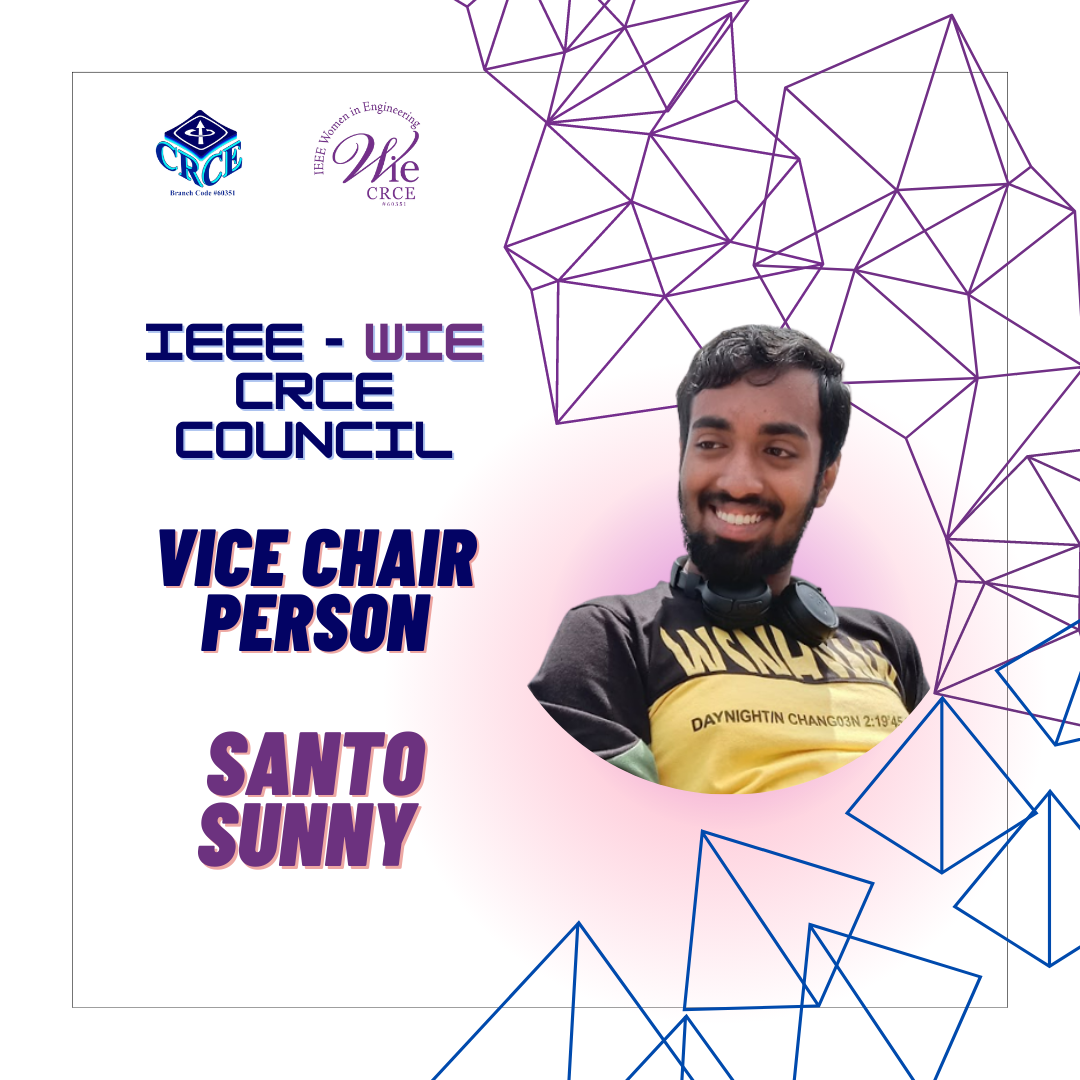 CRCE
Branch Code #60351
IEEE Women in Engineering
Wie
CRCE
#60351
IEEE - WIE
CRCE
COUNCIL
VICE CHAIR
PERSON
SANTO
SUNNY
DAYNIGHT/N CHANG03N 2:19'45